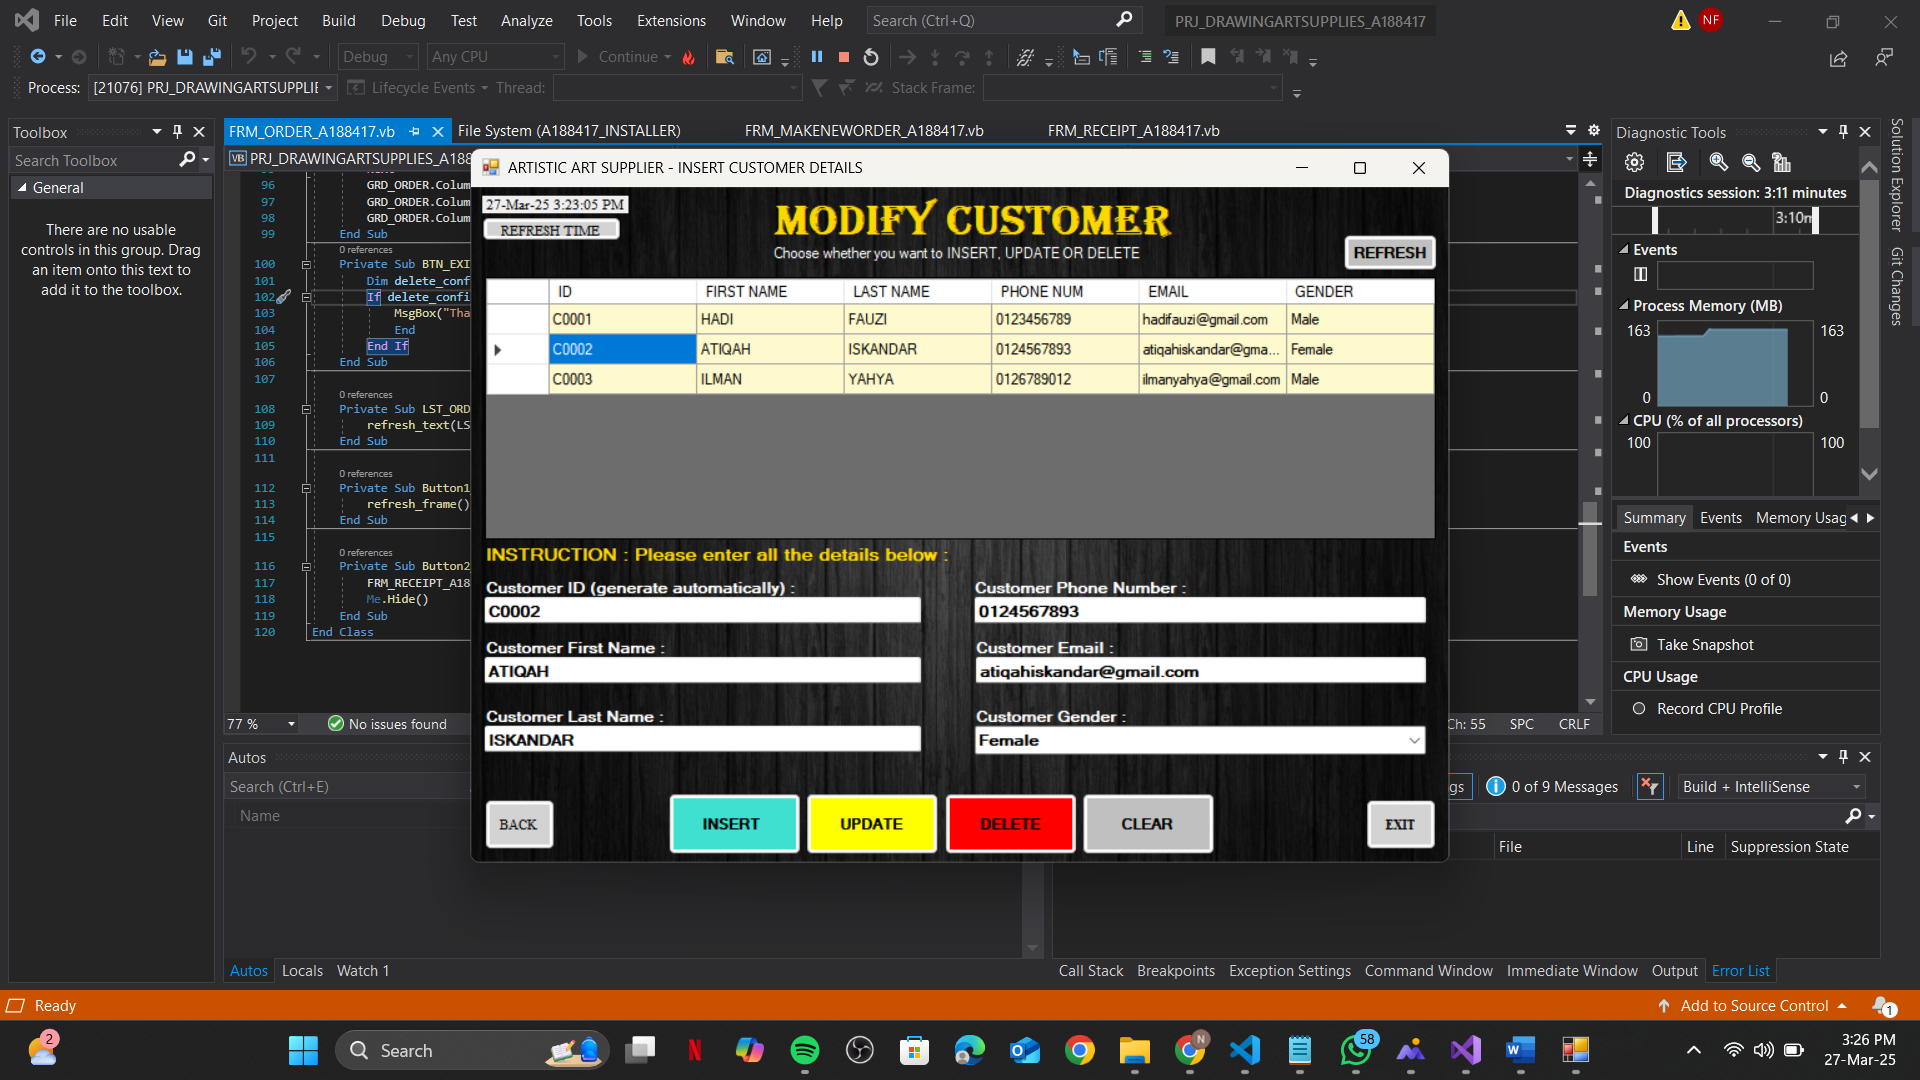 File Edit View Git Project Build Debug Test Analyze Tools Extensions Window Help Search (Ctrl+Q) PRJ_DRAWINGARTSUPPLIES_A188417 NF
Debug Any CPU Continue
Process: [21076] PRJ_DRAWINGARTSUPPLIE Lifecycle Events Thread: Stack Frame:
Toolbox
Search Toolbox
General
There are no usable
controls in this group. Drag
an item onto this text to
add it to the toolbox.
FRM_ORDER_A188417.vb File System (A188417_INSTALLER) FRM_MAKENEWORDER_A188417.vb FRM_RECEIPT_A188417.vb
VB PRJ_DRAWINGARTSUPPLIES_A188
96 GRD_ORDER.Colum
97 GRD_ORDER.Colum
98 GRD_ORDER.Colum
99 End Sub
0 references
100 Private Sub BTN_EXI
101 Dim delete_conf
102 If delete_confi
103 MsgBox("Tha
104 End
105 End If
106 End Sub
107
0 references
108 Private Sub LST_ORD
109 refresh_text(LS
110 End Sub
111
0 references
112 Private Sub Button1
113 refresh_frame()
114 End Sub
115
0 references
116 Private Sub Button2
117 FRM_RECEIPT_A18
118 Me.Hide()
119 End Sub
120 End Class
77 % No issues found
Ch: 55 SPC CRLF
ARTISTIC ART SUPPLIER - INSERT CUSTOMER DETAILS
27-Mar-25 3:23:05 PM
REFRESH TIME
MODIFY CUSTOMER
Choose whether you want to INSERT, UPDATE OR DELETE
REFRESH
ID FIRST NAME LAST NAME PHONE NUM EMAIL GENDER
C0001 HADI FAUZI 0123456789 hadifauzi@gmail.com Male
C0002 ATIQAH ISKANDAR 0124567893 atiqahiskandar@gma... Female
C0003 ILMAN YAHYA 0126789012 ilmanyahya@gmail.com Male
INSTRUCTION : Please enter all the details below :
Customer ID (generate automatically) :
C0002
Customer Phone Number :
0124567893
Customer First Name :
ATIQAH
Customer Email :
atiqahiskandar@gmail.com
Customer Last Name :
ISKANDAR
Customer Gender :
Female
BACK INSERT UPDATE DELETE CLEAR EXIT
Diagnostic Tools
Diagnostics session: 3:11 minutes
3:10m
Events
Process Memory (MB)
163 163
0 0
CPU (% of all processors)
100 100
Summary Events Memory Usag
Events
Show Events (0 of 0)
Memory Usage
Take Snapshot
CPU Usage
Record CPU Profile
Solution Explorer
Git Changes
Autos
Search (Ctrl+E)
Name
Autos Locals Watch 1
gs 0 of 9 Messages Build + IntelliSense
File Line Suppression State
Call Stack Breakpoints Exception Settings Command Window Immediate Window Output Error List
Ready
Add to Source Control 1
2
Search
N
58
3:26 PM
27-Mar-25